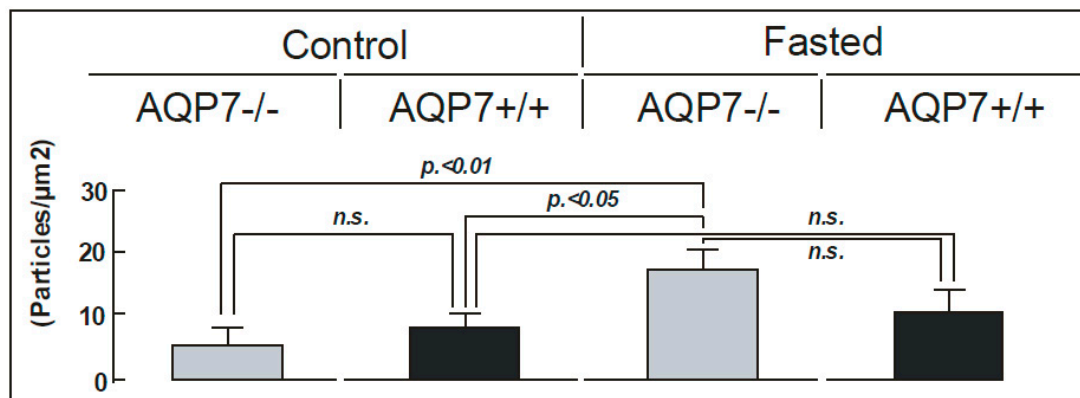 Control Fasted
AQP7-/- AQP7+/+ AQP7-/- AQP7+/+
(Particles/µm2)
p.<0.01
30
p.<0.05
n.s. n.s.
20
n.s.
10
0